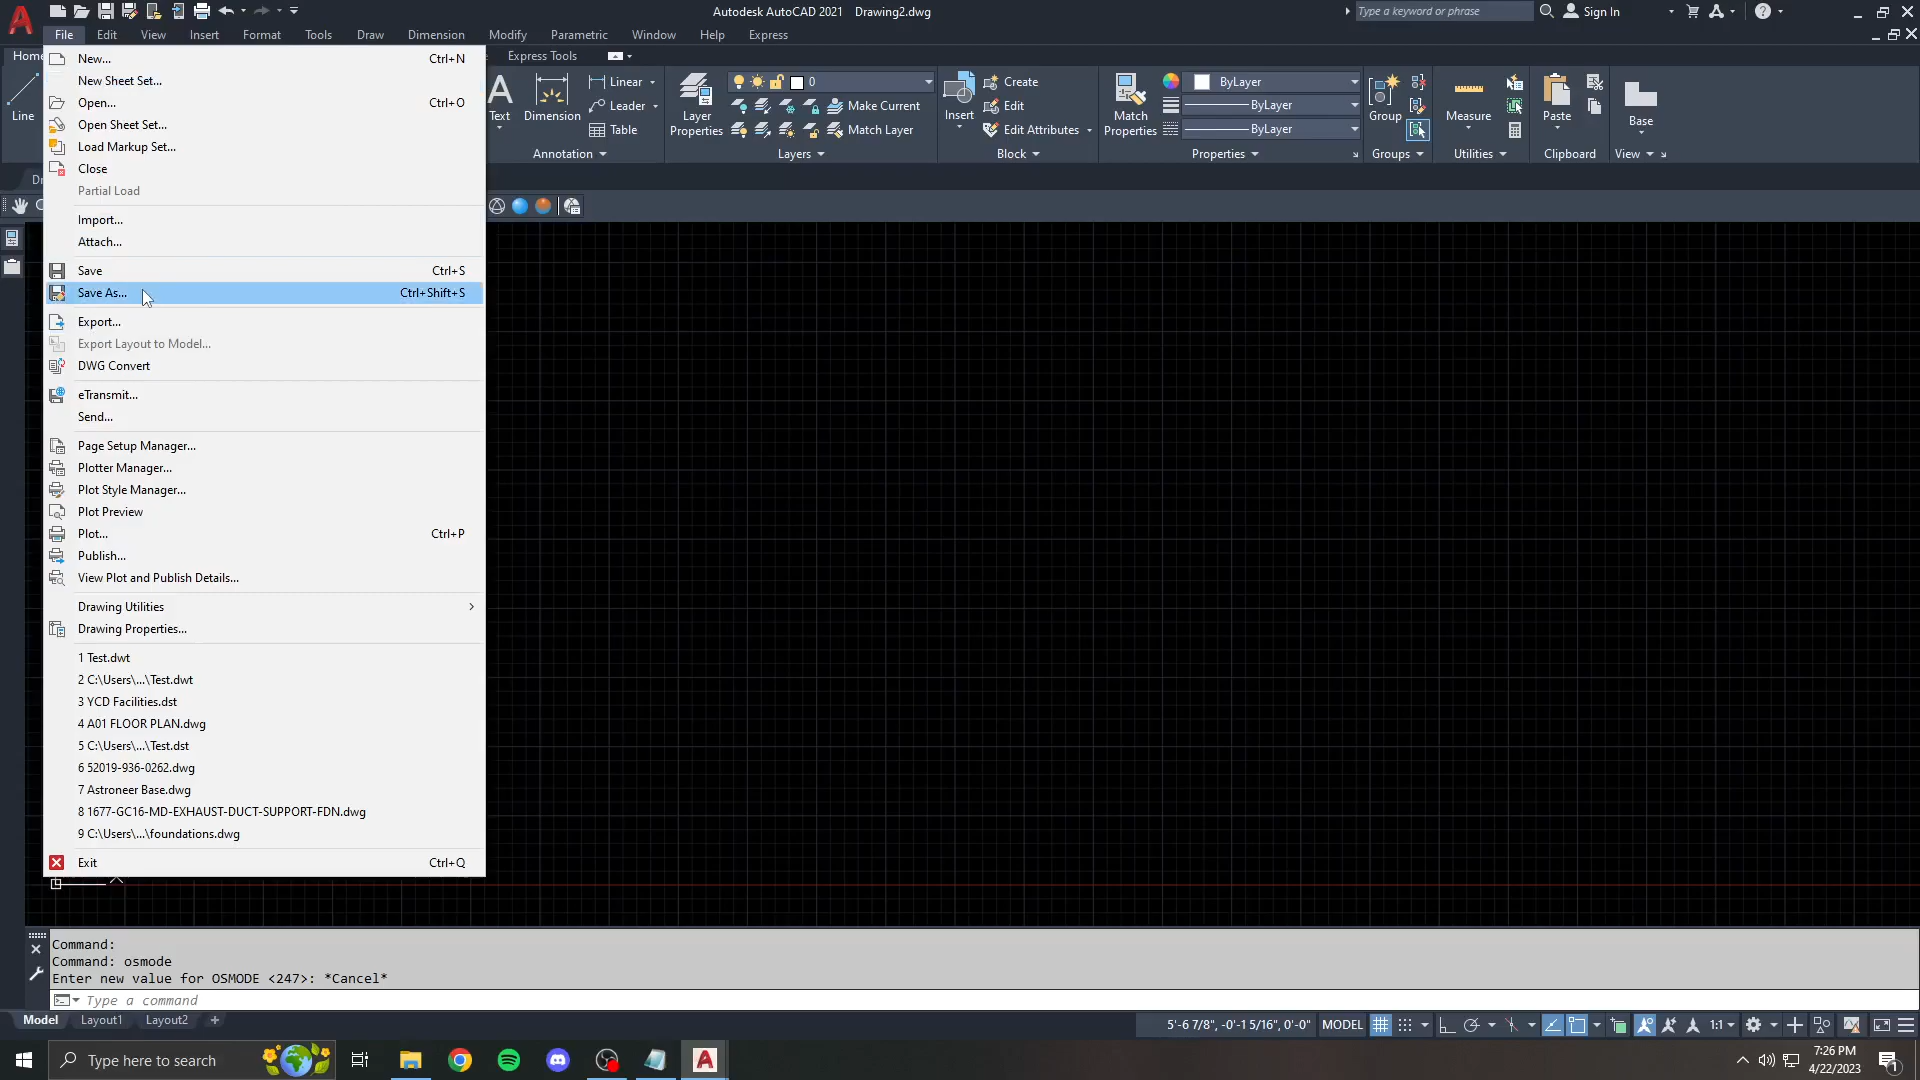 Autodesk AutoCAD 2021 Drawing2.dwg
Type a keyword or phrase
Sign In
File Edit View Insert Format Tools Draw Dimension Modify Parametric Window Help Express
Home
Express Tools
Line
Text
Dimension
Linear
Leader
Table
Annotation
Layer
Properties
0
Make Current
Match Layer
Layers
Insert
Create
Edit
Edit Attributes
Block
Match
Properties
ByLayer
ByLayer
ByLayer
Properties
Group
Groups
Measure
Utilities
Paste
Clipboard
Base
View
New... Ctrl+N
New Sheet Set...
Open... Ctrl+O
Open Sheet Set...
Load Markup Set...
Close
Partial Load
Import...
Attach...
Save Ctrl+S
Save As... Ctrl+Shift+S
Export...
Export Layout to Model...
DWG Convert
eTransmit...
Send...
Page Setup Manager...
Plotter Manager...
Plot Style Manager...
Plot Preview
Plot... Ctrl+P
Publish...
View Plot and Publish Details...
Drawing Utilities
Drawing Properties...
1 Test.dwt
2 C:\Users\...\Test.dwt
3 YCD Facilities.dst
4 A01 FLOOR PLAN.dwg
5 C:\Users\...\Test.dst
6 52019-936-0262.dwg
7 Astroneer Base.dwg
8 1677-GC16-MD-EXHAUST-DUCT-SUPPORT-FDN.dwg
9 C:\Users\...\foundations.dwg
Exit Ctrl+Q
Command:
Command: osmode
Enter new value for OSMODE <247>: *Cancel*
Type a command
Model Layout1 Layout2 +
5'-6 7/8", -0'-1 5/16", 0'-0" MODEL 1:1
Type here to search
7:26 PM
4/22/2023
1